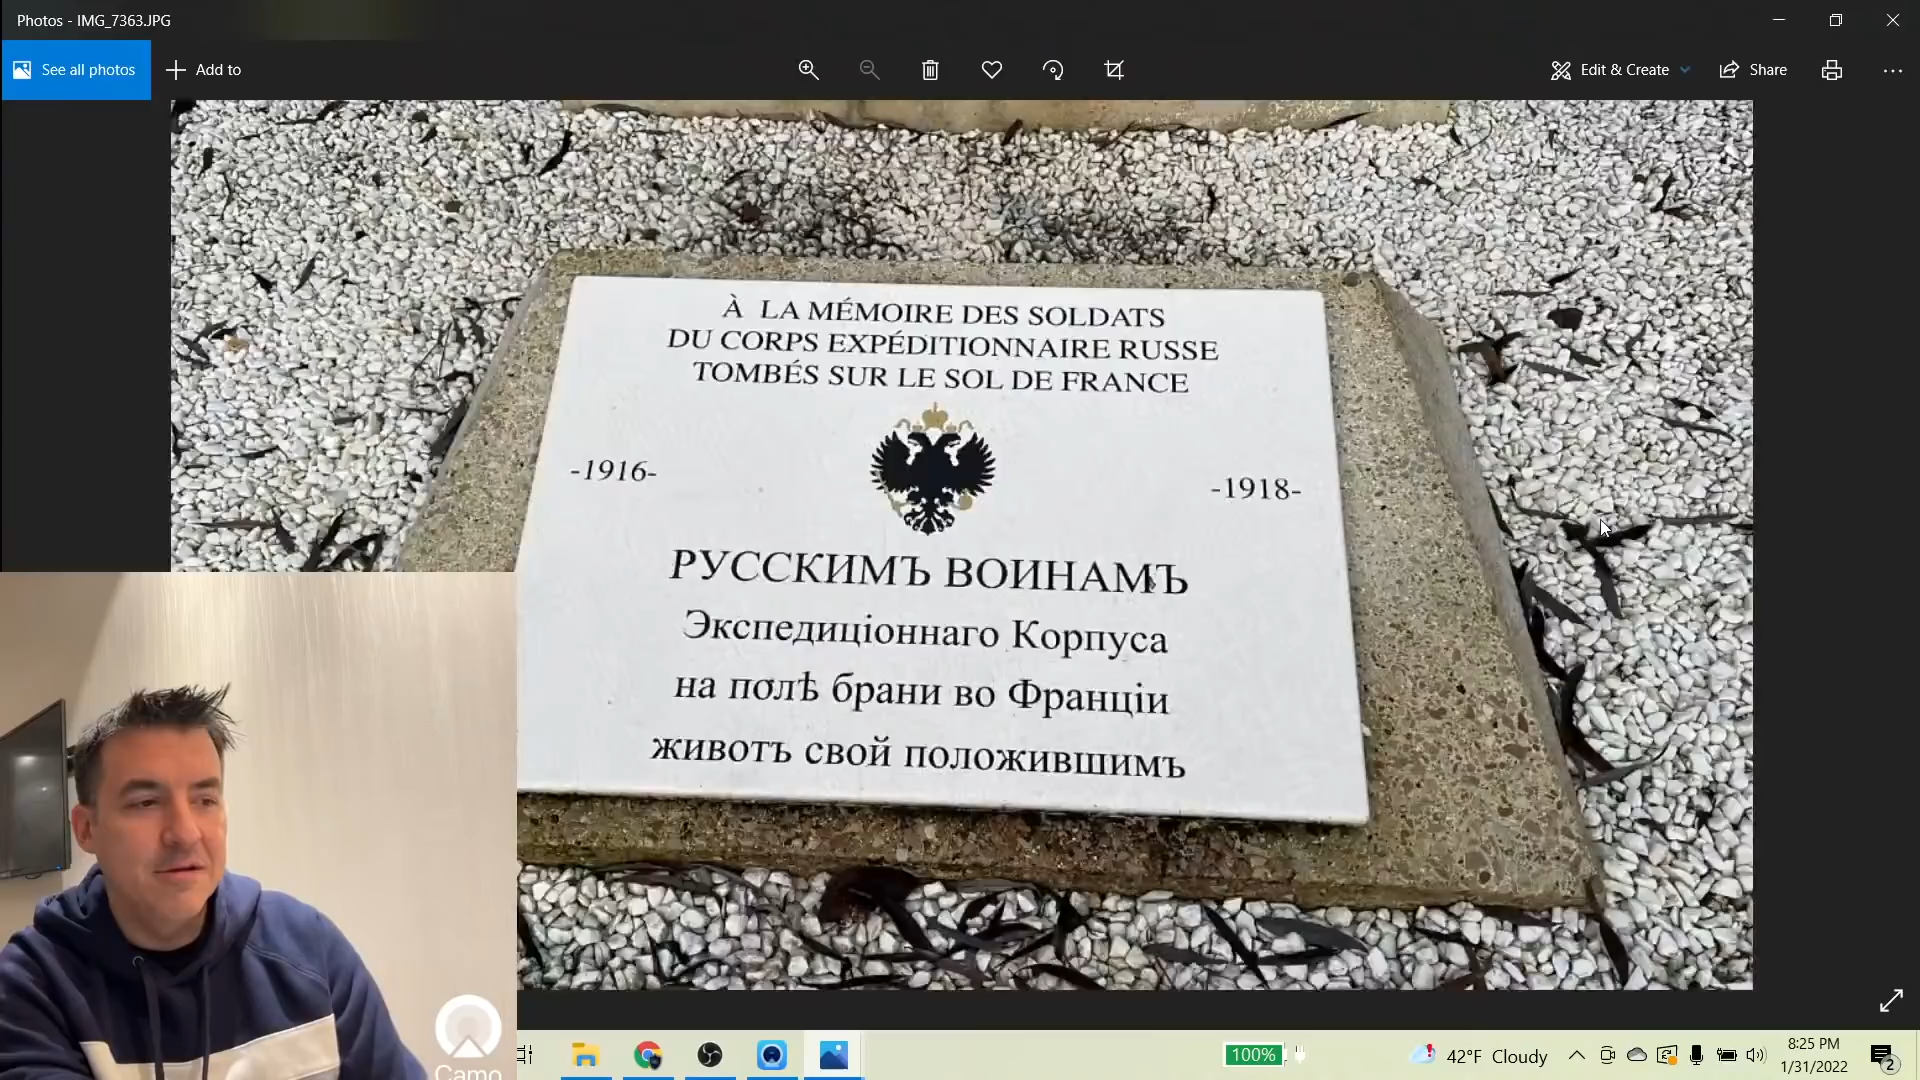 Photos - IMG_7363.JPG
See all photos
Add to
Edit & Create
Share
À LA MÉMOIRE DES SOLDATS
DU CORPS EXPÉDITIONNAIRE RUSSE
TOMBÉS SUR LE SOL DE FRANCE
-1916-
-1918-
РУССКИМЪ ВОИНАМЪ
Экспедиціоннаго Корпуса
на полѣ брани во Франціи
животъ свой положившимъ
Camo
100%
42°F Cloudy
8:25 PM
1/31/2022
2